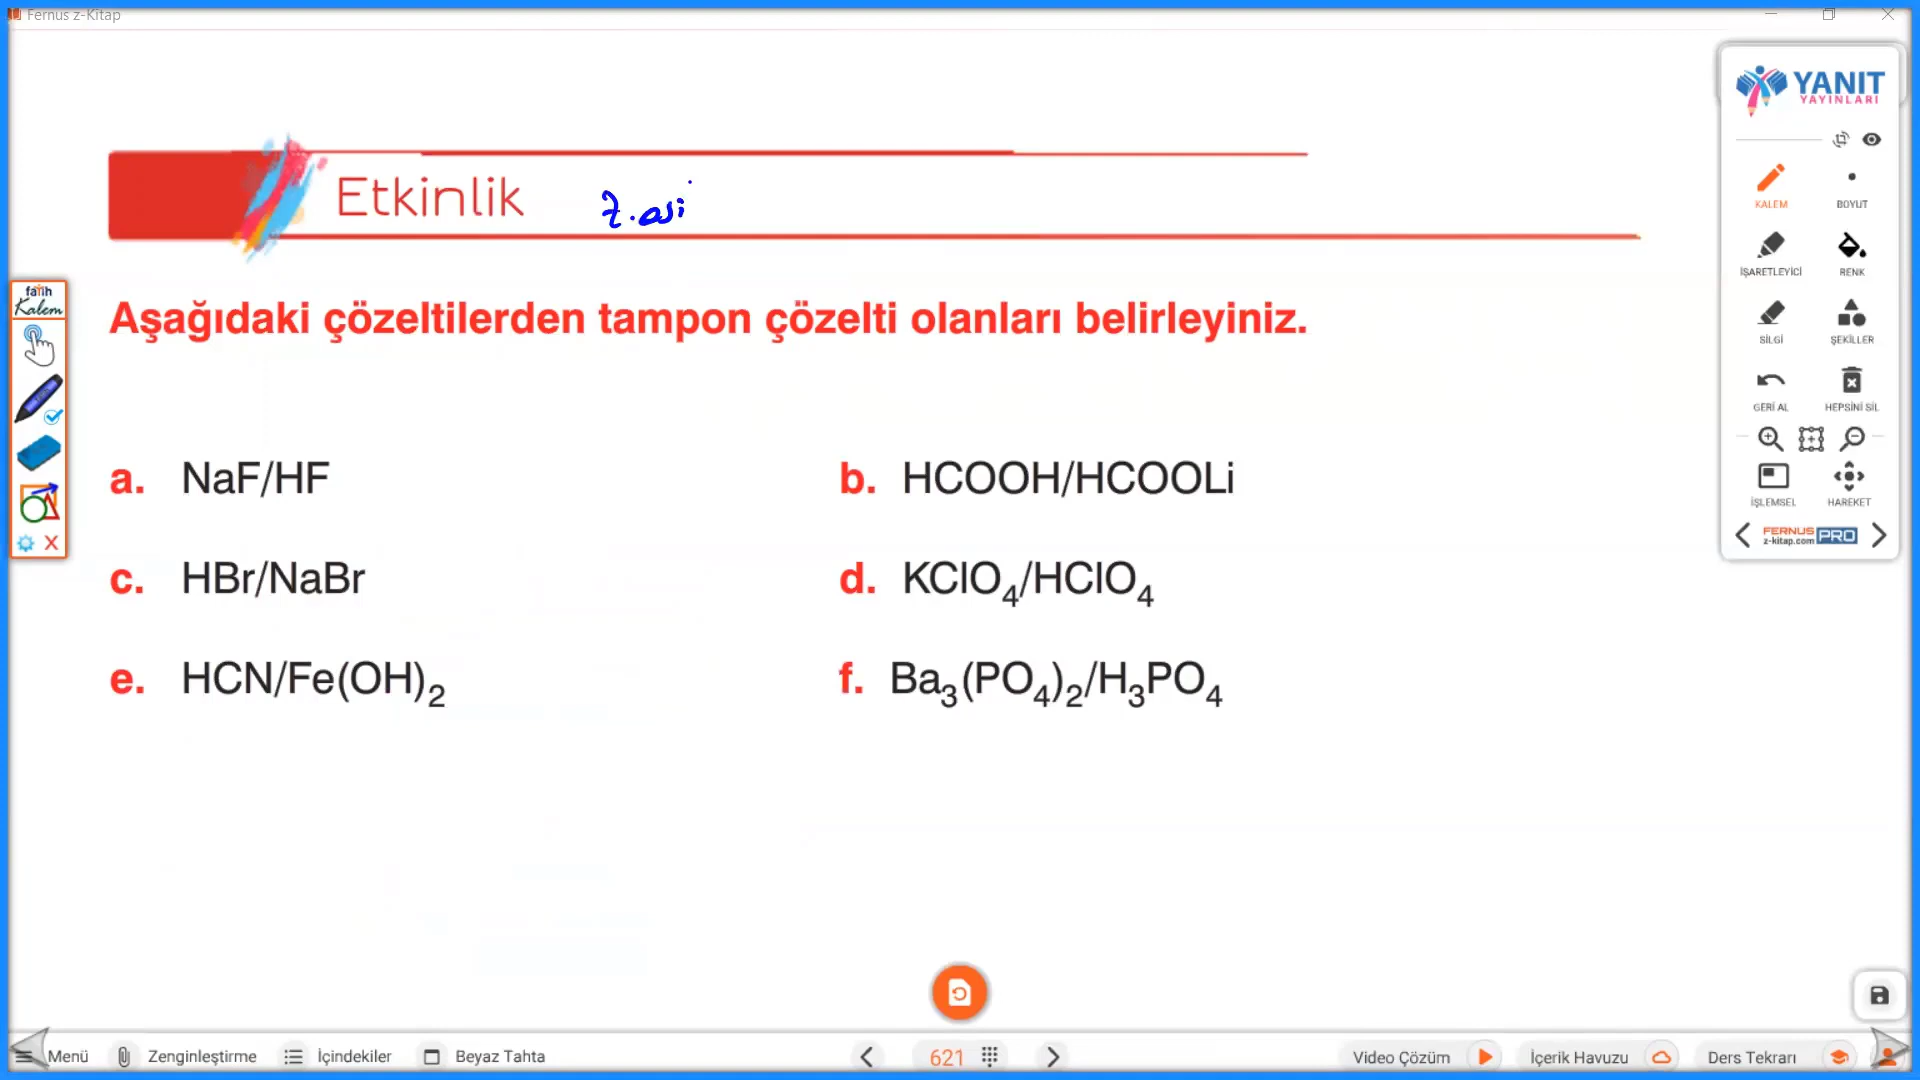 Fernus z-Kitap
YANIT
YAYINLARI
Etkinlik z.asi
KALEM BOYUT
İŞARETLEYİCİ RENK
fatih
Kalem
Aşağıdaki çözeltilerden tampon çözelti olanları belirleyiniz.
SİLGİ ŞEKİLLER
GERİ AL HEPSİNİ SİL
a. NaF/HF
b. HCOOH/HCOOLi
İŞLEMSEL HAREKET
FERNUS PRO
z-kitap.com
c. HBr/NaBr
d. KClO₄/HClO₄
e. HCN/Fe(OH)₂
f. Ba₃(PO₄)₂/H₃PO₄
Menü Zenginleştirme İçindekiler Beyaz Tahta 621 Video Çözüm İçerik Havuzu Ders Tekrarı